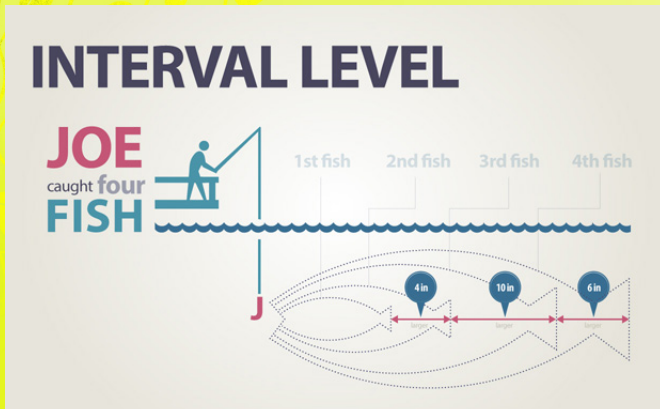 INTERVAL LEVEL
JOE
caught four
FISH
1st fish 2nd fish 3rd fish 4th fish
4 in 10 in 6 in
J
larger larger larger